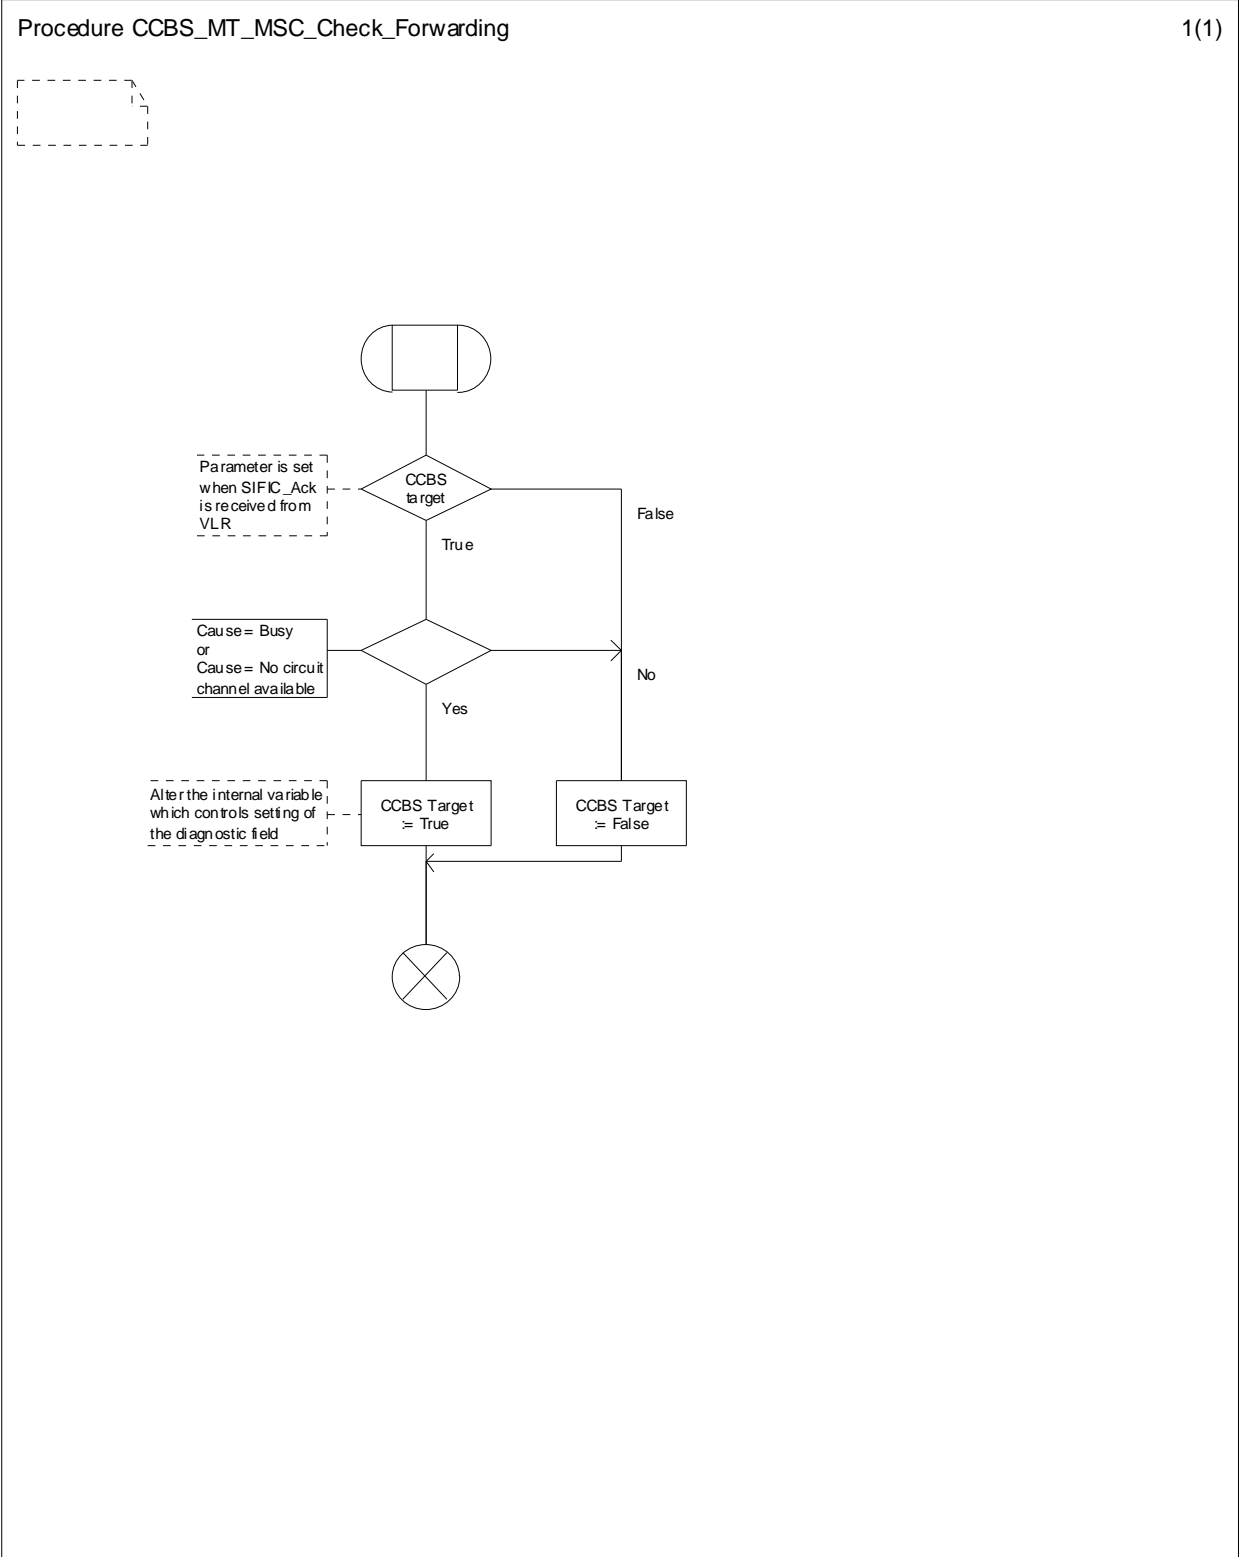 Procedure CCBS_MT_MSC_Check_Forwarding
1(1)
Parameter is set
when SIFIC_Ack
is received from
VLR
CCBS
target
False
True
Cause= Busy
or
Cause= No circuit
channel available
No
Yes
Alter the internal variable
which controls setting of
the diagnostic field
CCBS Target
:= True
CCBS Target
:= False